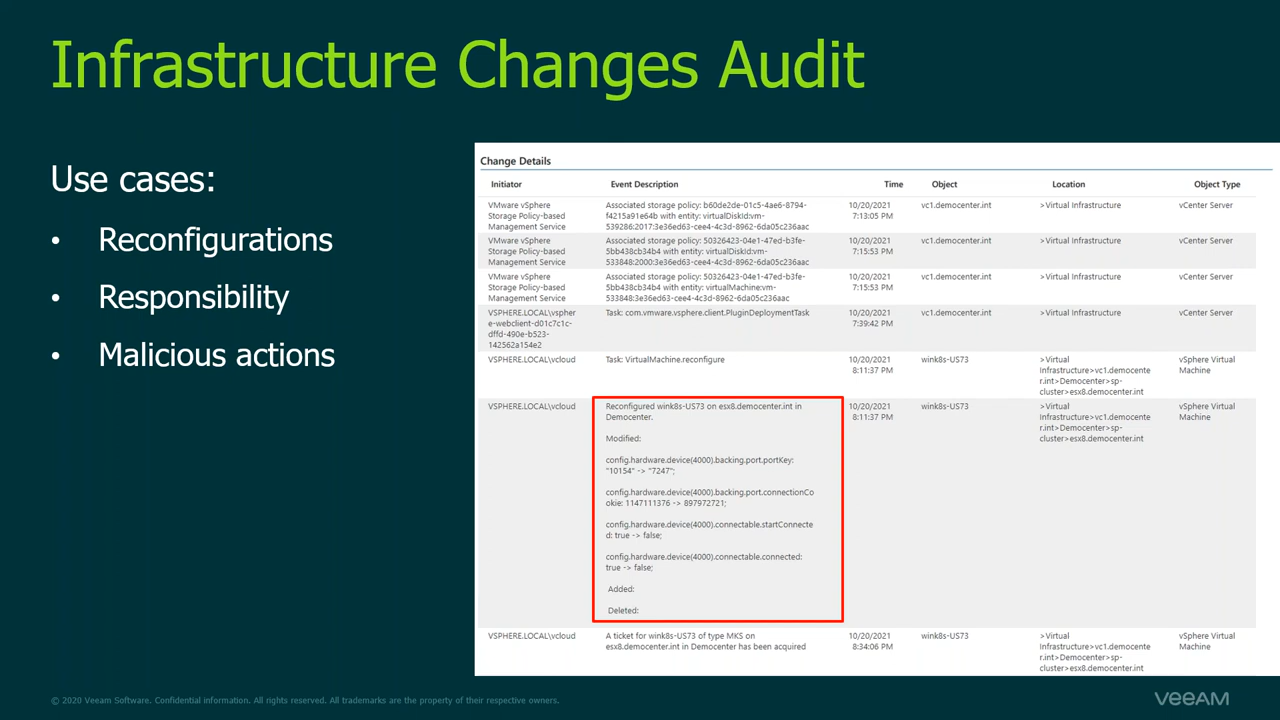 Infrastructure Changes Audit
Use cases:
• Reconfigurations
• Responsibility
• Malicious actions
Change Details
Initiator Event Description Time Object Location Object Type
VMware vSphere Associated storage policy: b60de2de-01c5-4ae6-8794- 10/20/2021 vc1.democenter.int >Virtual Infrastructure vCenter Server
Storage Policy-based f4215a91e64b with entity: virtualDiskId:vm- 7:13:05 PM
Management Service 539286:2017:3e36ed63-cee4-4c3d-8962-6da05c236aac
VMware vSphere Associated storage policy: 50326423-04e1-47ed-b3fe- 10/20/2021 vc1.democenter.int >Virtual Infrastructure vCenter Server
Storage Policy-based 5bb438cb34b4 with entity: virtualDiskId:vm- 7:15:53 PM
Management Service 533848:2000:3e36ed63-cee4-4c3d-8962-6da05c236aac
VMware vSphere Associated storage policy: 50326423-04e1-47ed-b3fe- 10/20/2021 vc1.democenter.int >Virtual Infrastructure vCenter Server
Storage Policy-based 5bb438cb34b4 with entity: virtualMachine:vm- 7:15:53 PM
Management Service 533848:3e36ed63-cee4-4c3d-8962-6da05c236aac
VSPHERE.LOCAL\vspher Task: com.vmware.vsphere.client.PluginDeploymentTask 10/20/2021 vc1.democenter.int >Virtual Infrastructure vCenter Server
e-webclient-d01c7c1c- 7:39:42 PM
dffd-490e-b523-
142562a154e2
VSPHERE.LOCAL\vcloud Task: VirtualMachine.reconfigure 10/20/2021 wink8s-US73 >Virtual vSphere Virtual
8:11:37 PM Infrastructure>vc1.democente Machine
r.int>Democenter>sp-
cluster>esx8.democenter.int
VSPHERE.LOCAL\vcloud Reconfigured wink8s-US73 on esx8.democenter.int in 10/20/2021 wink8s-US73 >Virtual vSphere Virtual
Democenter. 8:11:37 PM Infrastructure>vc1.democente Machine
r.int>Democenter>sp-
Modified: cluster>esx8.democenter.int
config.hardware.device(4000).backing.port.portKey:
"10154" -> "7247";
config.hardware.device(4000).backing.port.connectionCo
okie: 1147111376 -> 897972721;
config.hardware.device(4000).connectable.startConnecte
d: true -> false;
config.hardware.device(4000).connectable.connected:
true -> false;
Added:
Deleted:
VSPHERE.LOCAL\vcloud A ticket for wink8s-US73 of type MKS on 10/20/2021 wink8s-US73 >Virtual vSphere Virtual
esx8.democenter.int in Democenter has been acquired 8:34:06 PM Infrastructure>vc1.democente Machine
r.int>Democenter>sp-
cluster>esx8.democenter.int
© 2020 Veeam Software. Confidential information. All rights reserved. All trademarks are the property of their respective owners.
VEEAM